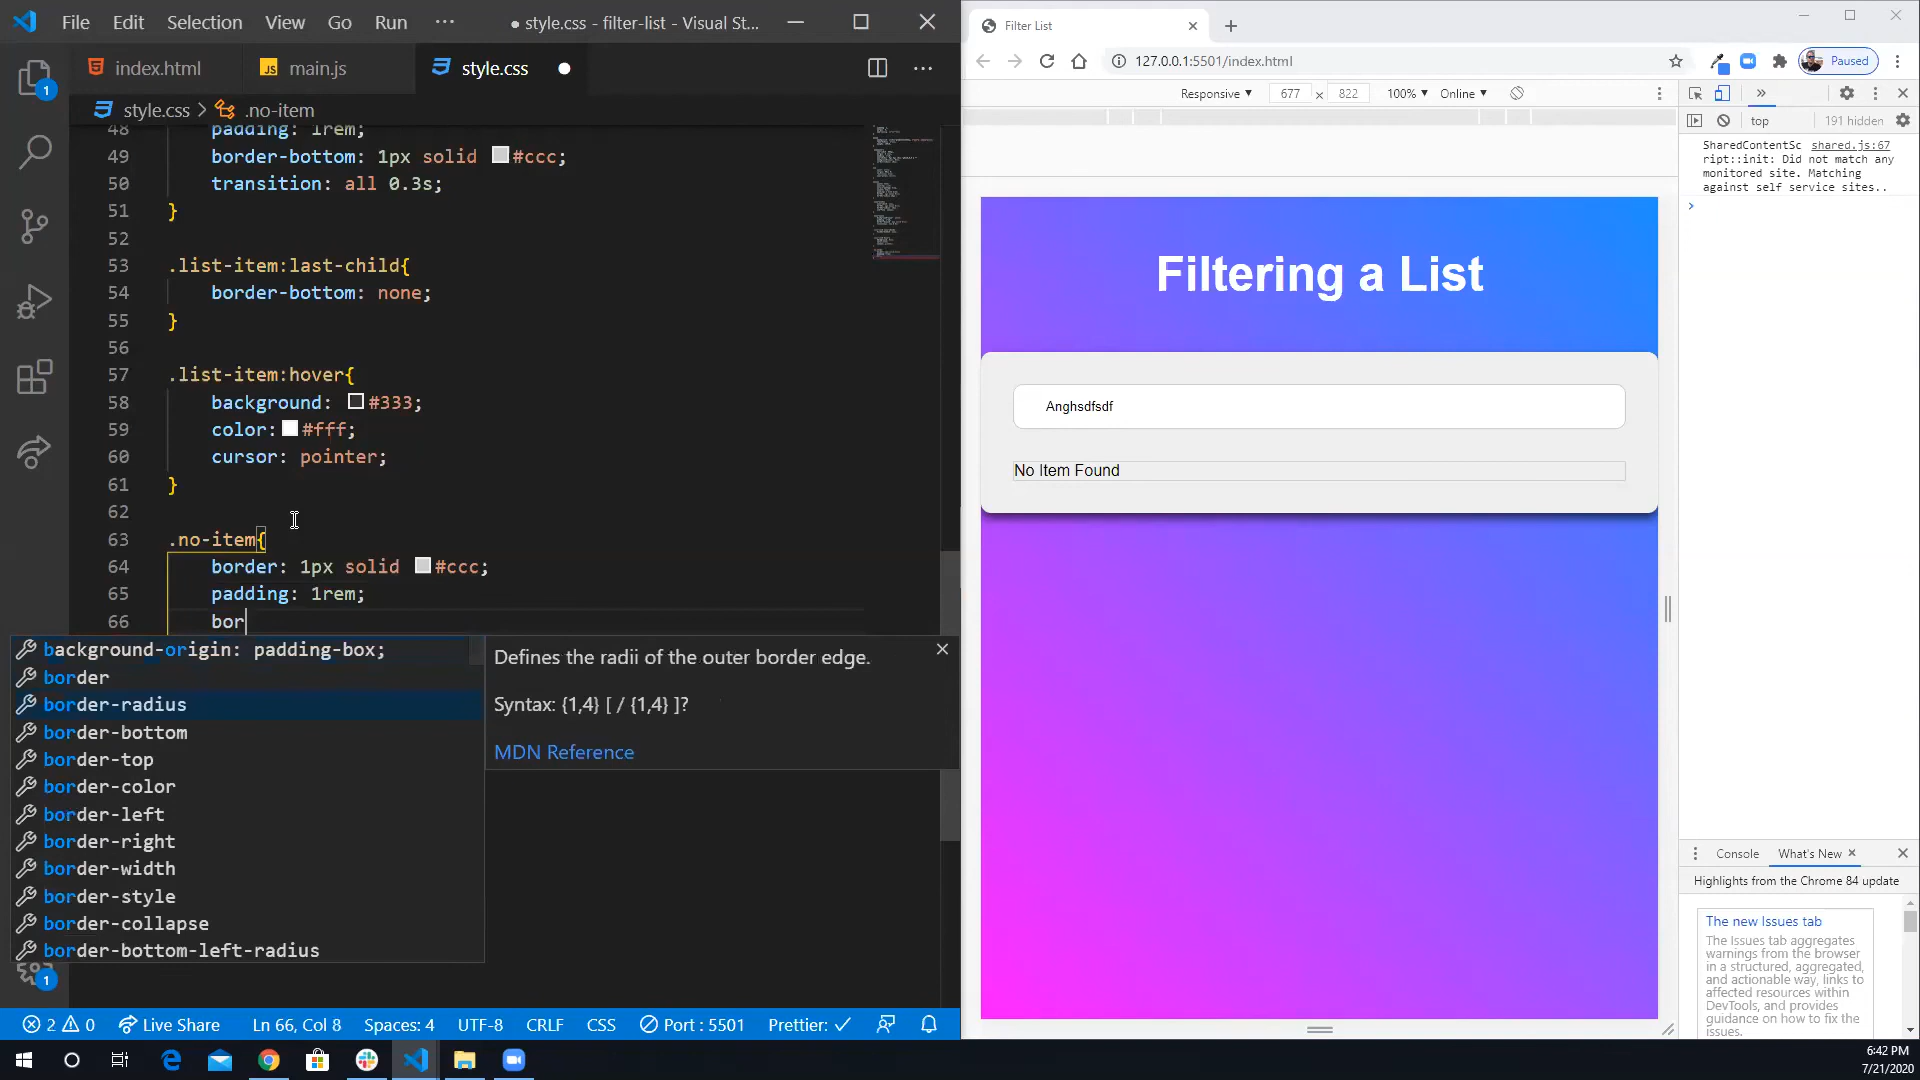 File Edit Selection View Go Run ··· ● style.css - filter-list - Visual St...
index.html
JS main.js
style.css ●
style.css > .no-item
48 padding: 1rem;
49 border-bottom: 1px solid #ccc;
50 transition: all 0.3s;
51 }
52
53 .list-item:last-child{
54 border-bottom: none;
55 }
56
57 .list-item:hover{
58 background: #333;
59 color: #fff;
60 cursor: pointer;
61 }
62
63 .no-item{
64 border: 1px solid #ccc;
65 padding: 1rem;
66 bor
background-origin: padding-box;
border
border-radius
border-bottom
border-top
border-color
border-left
border-right
border-width
border-style
border-collapse
border-bottom-left-radius
Defines the radii of the outer border edge.
Syntax: {1,4} [ / {1,4} ]?
MDN Reference
1
1
2 0 Live Share Ln 66, Col 8 Spaces: 4 UTF-8 CRLF CSS Port : 5501 Prettier: ✓
Filter List
127.0.0.1:5501/index.html
Paused
Responsive ▼ 677 × 822 100% ▼ Online ▼
top 191 hidden
SharedContentSc shared.js:67
ript::init: Did not match any
monitored site. Matching
against self service sites..
Filtering a List
Anghsdfsdf
No Item Found
Console What's New
Highlights from the Chrome 84 update
The new Issues tab
The Issues tab aggregates
warnings from the browser
in a structured, aggregated,
and actionable way, links to
affected resources within
DevTools, and provides
guidance on how to fix the
issues.
6:42 PM
7/21/2020